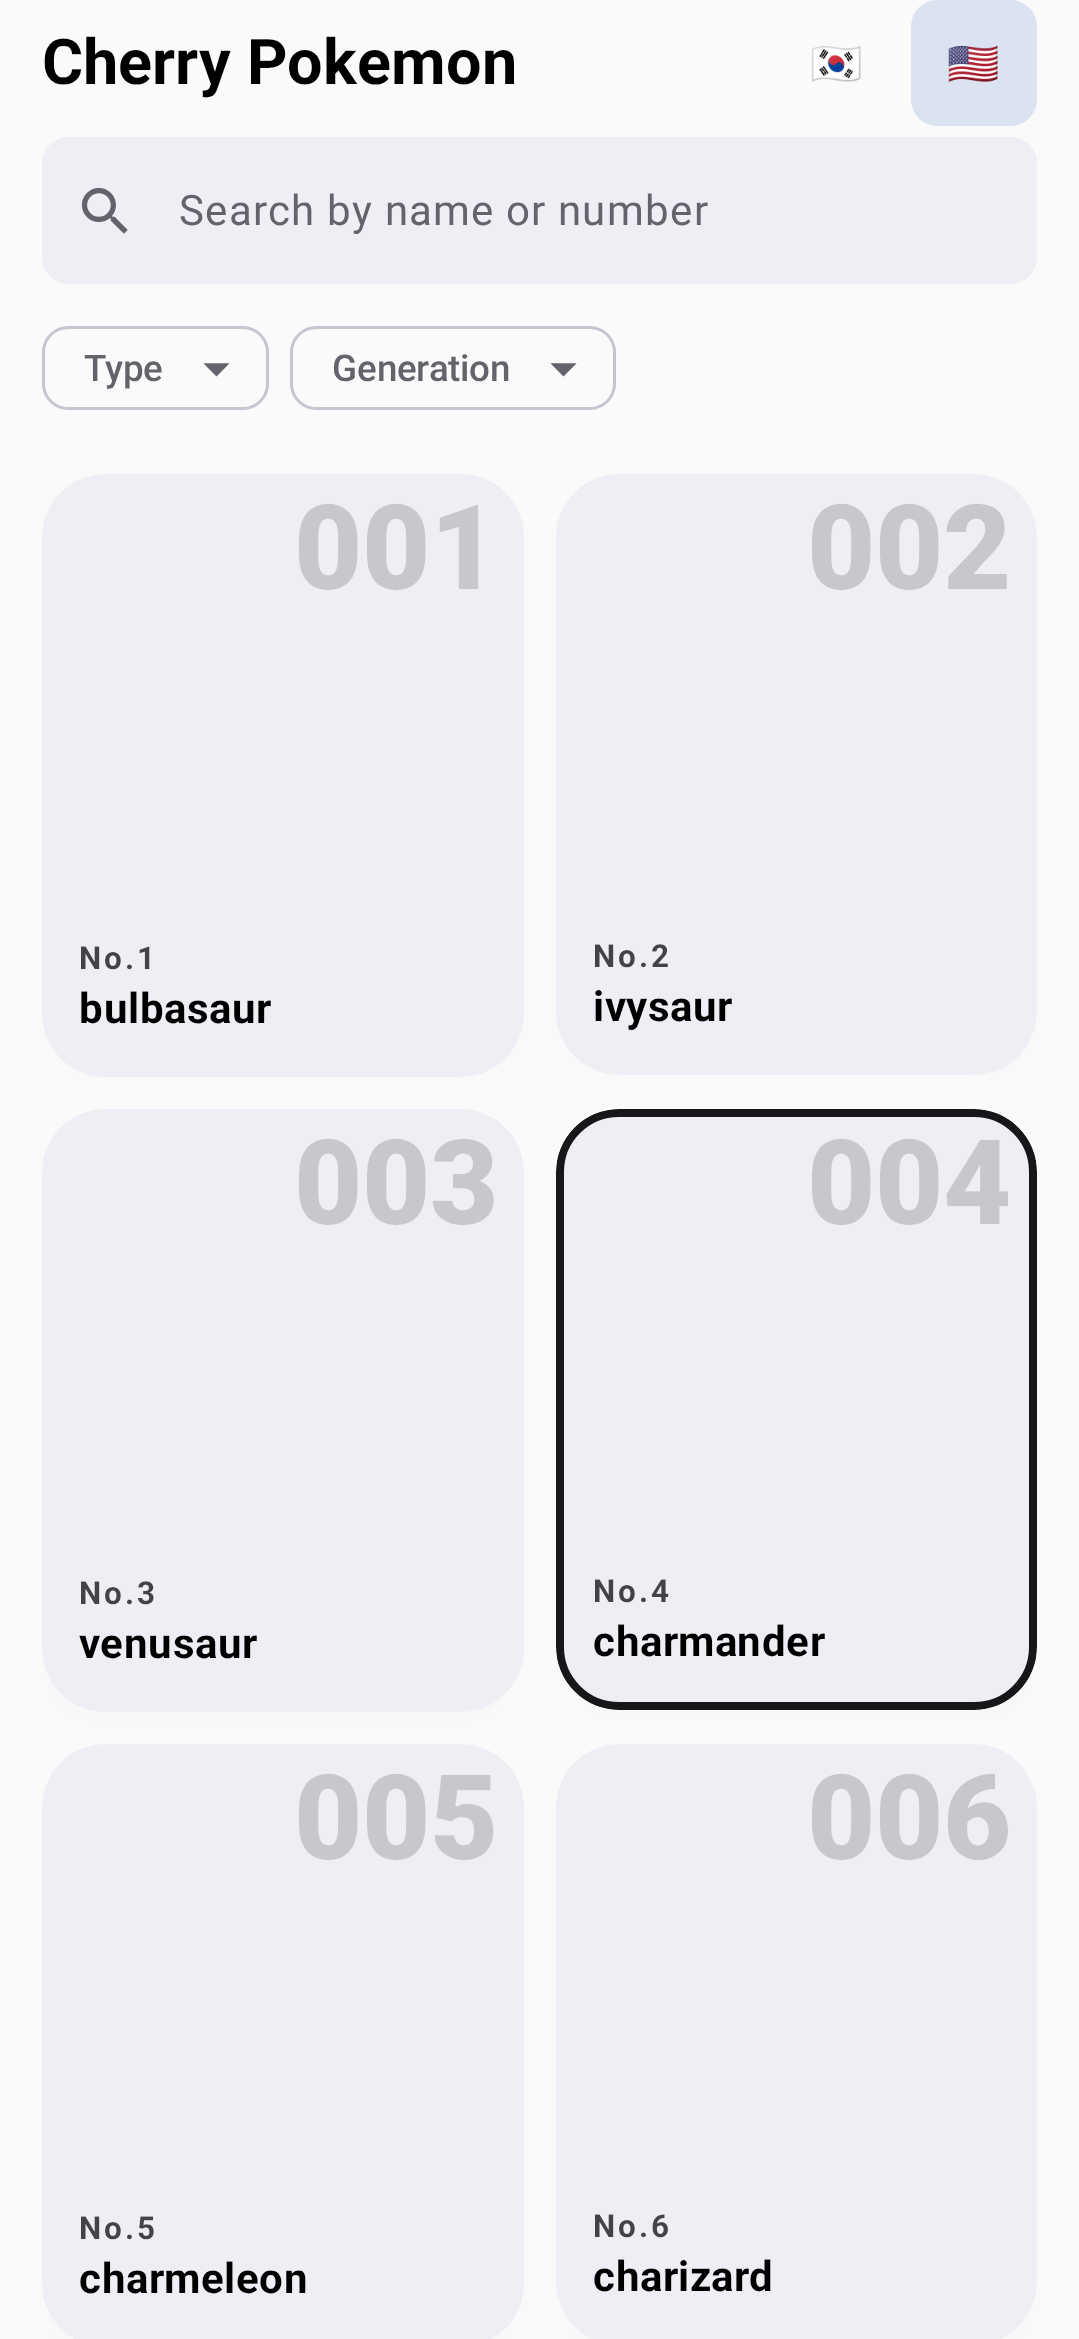 Cherry Pokemon
Search by name or number
Type
Generation
001
No.1
bulbasaur
002
No.2
ivysaur
003
No.3
venusaur
004
No.4
charmander
005
No.5
charmeleon
006
No.6
charizard